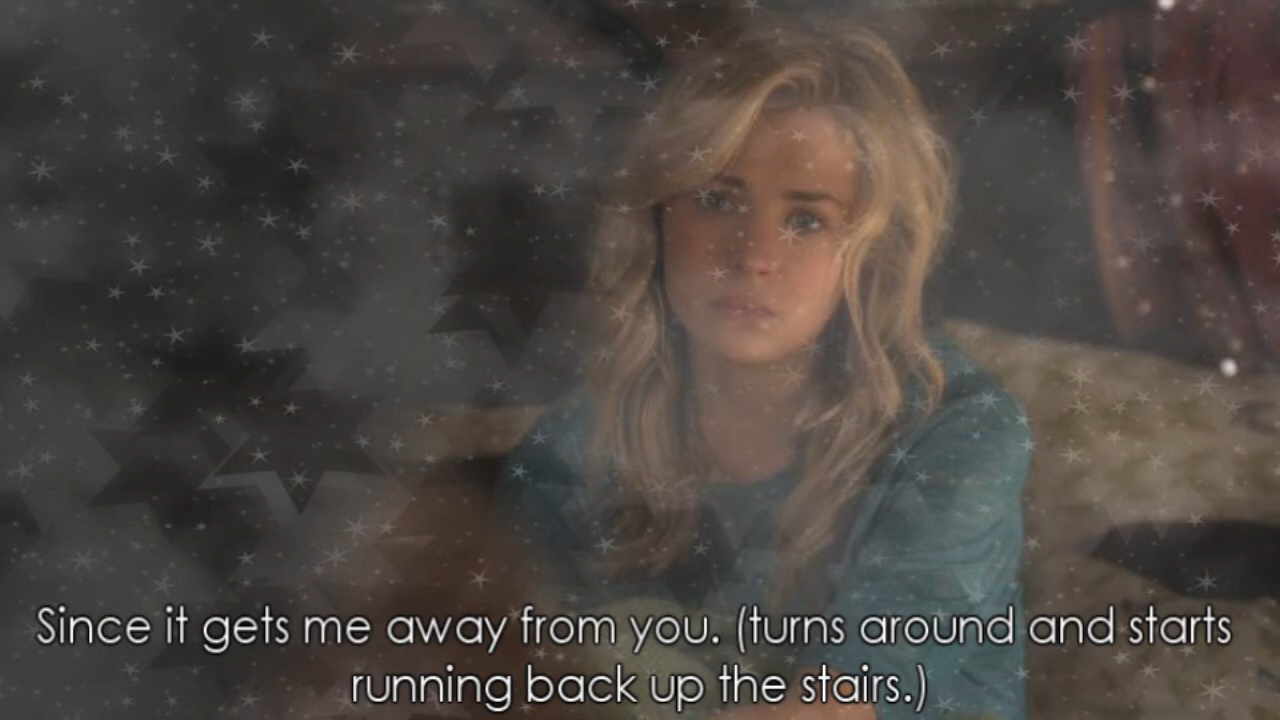 Since it gets me away from you. (turns around and starts
running back up the stairs.)